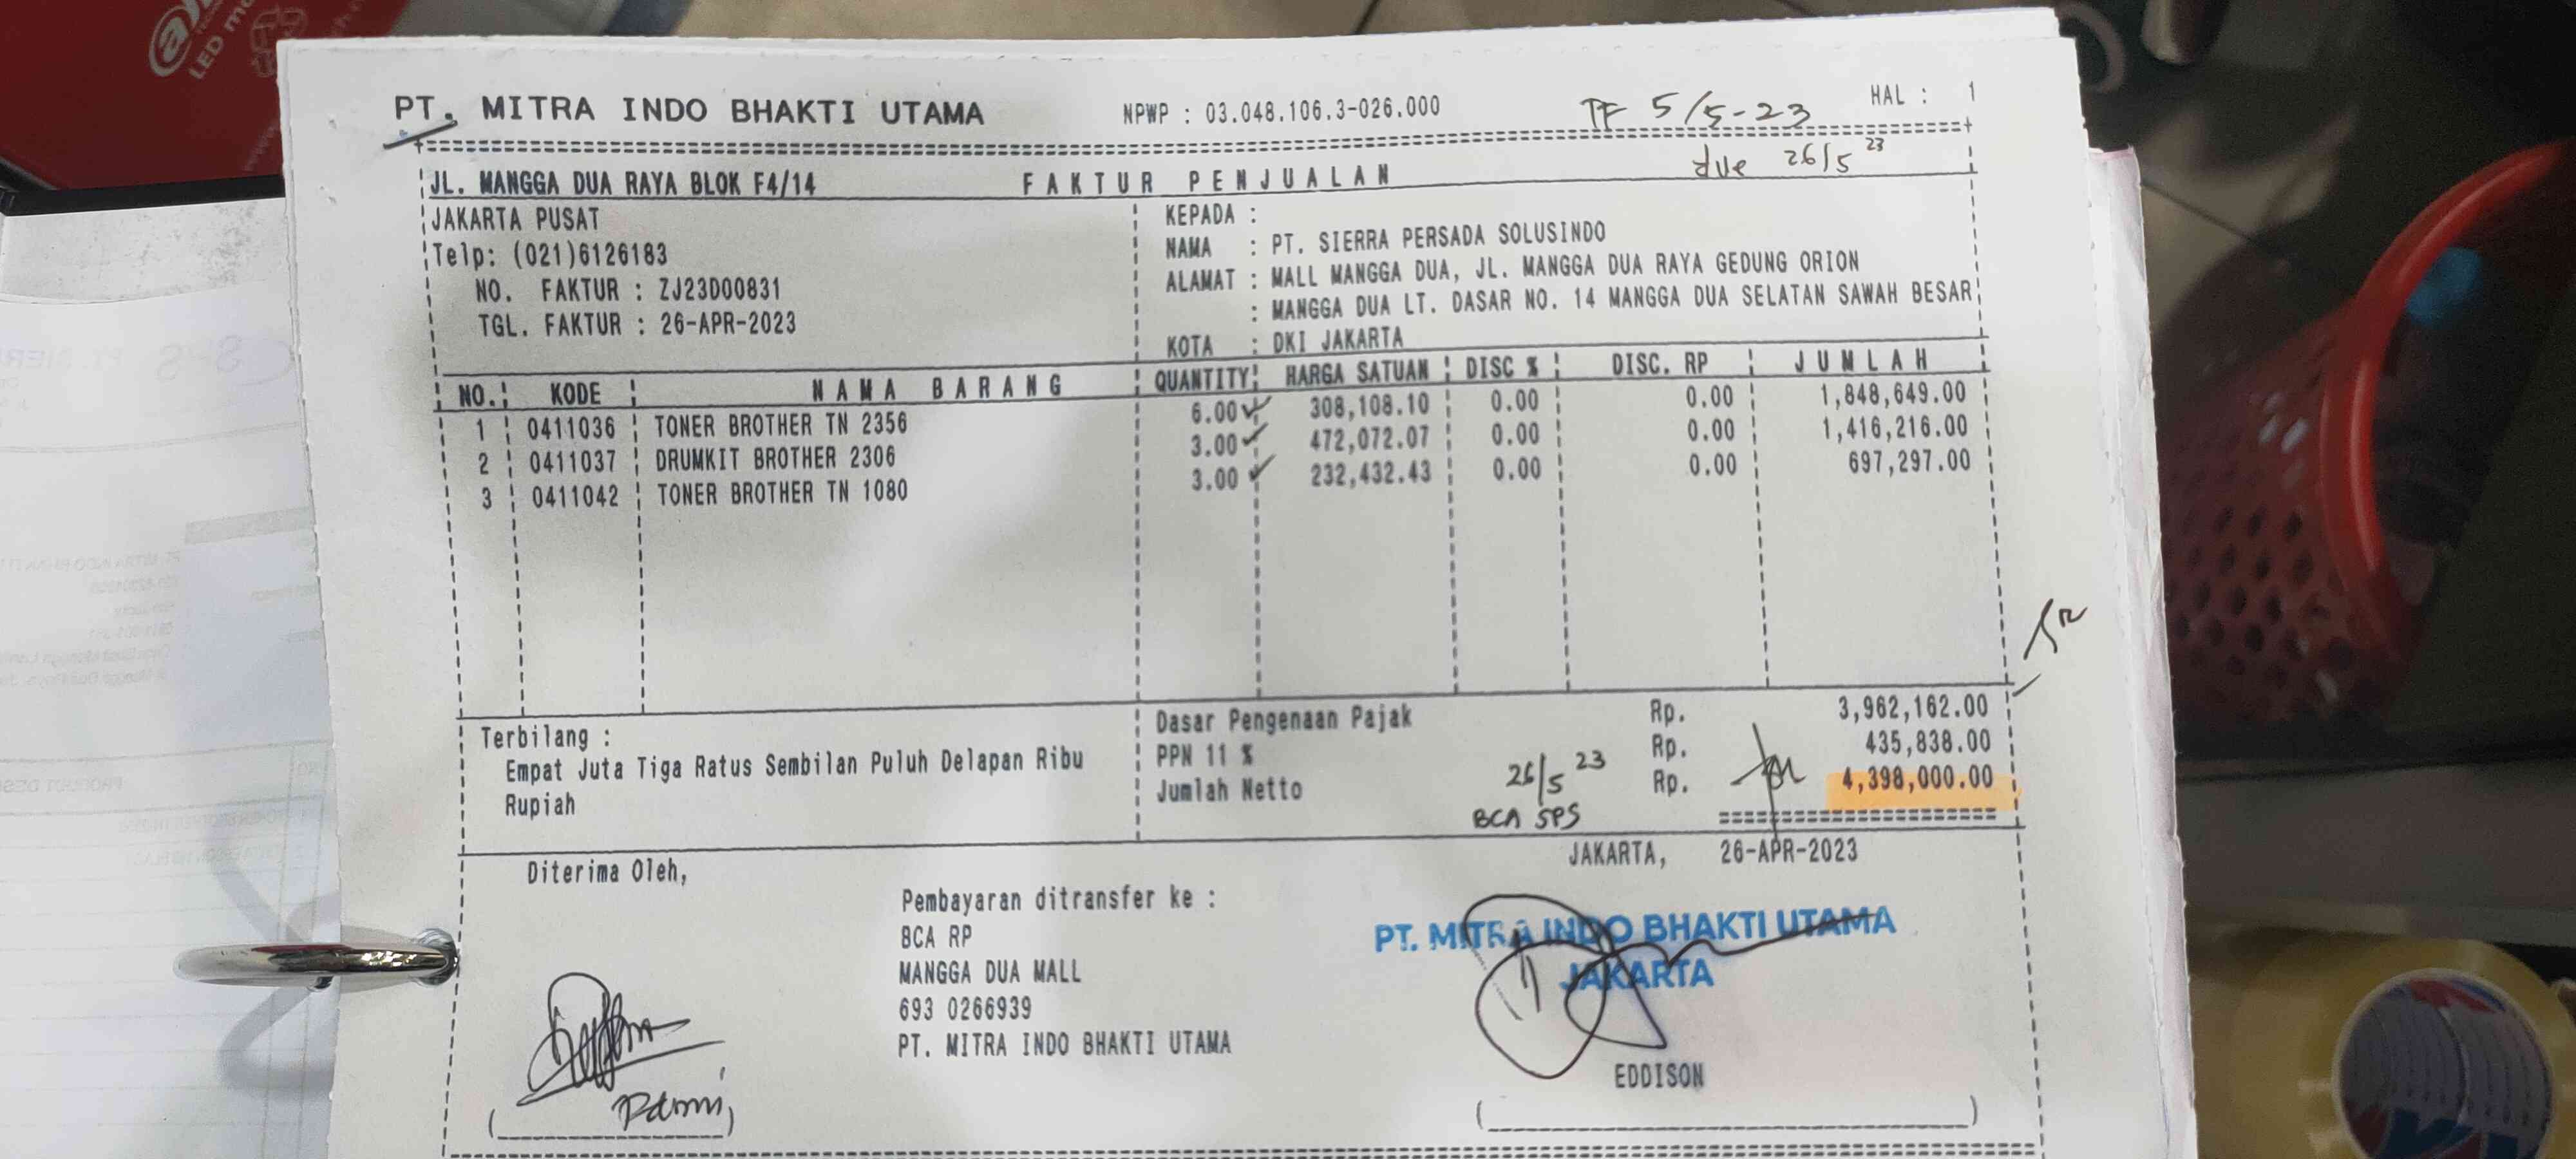 PT. MITRA INDO BHAKTI UTAMA NPWP : 03.048.106.3-026.000 TF 5/5-23 HAL : 1
due 26/5 23
JL. MANGGA DUA RAYA BLOK F4/14 FAKTUR PENJUALAN
JAKARTA PUSAT
Telp: (021)6126183
NO. FAKTUR : ZJ23D00831
TGL. FAKTUR : 26-APR-2023
KEPADA :
NAMA : PT. SIERRA PERSADA SOLUSINDO
ALAMAT : MALL MANGGA DUA, JL. MANGGA DUA RAYA GEDUNG ORION
: MANGGA DUA LT. DASAR NO. 14 MANGGA DUA SELATAN SAWAH BESAR
KOTA : DKI JAKARTA
NO. KODE NAMA BARANG QUANTITY HARGA SATUAN DISC % DISC. RP JUMLAH
1 0411036 TONER BROTHER TN 2356 6.00 308,108.10 0.00 0.00 1,848,649.00
2 0411037 DRUMKIT BROTHER 2306 3.00 472,072.07 0.00 0.00 1,416,216.00
3 0411042 TONER BROTHER TN 1080 3.00 232,432.43 0.00 0.00 697,297.00
Terbilang :
Empat Juta Tiga Ratus Sembilan Puluh Delapan Ribu
Rupiah
Dasar Pengenaan Pajak Rp. 3,962,162.00
PPN 11 % Rp. 435,838.00
Jumlah Netto Rp. 4,398,000.00
26/5 23
BCA SPS
JAKARTA, 26-APR-2023
Diterima Oleh,
Pembayaran ditransfer ke :
BCA RP
MANGGA DUA MALL
693 0266939
PT. MITRA INDO BHAKTI UTAMA
PT. MITRA INDO BHAKTI UTAMA
JAKARTA
EDDISON
LED